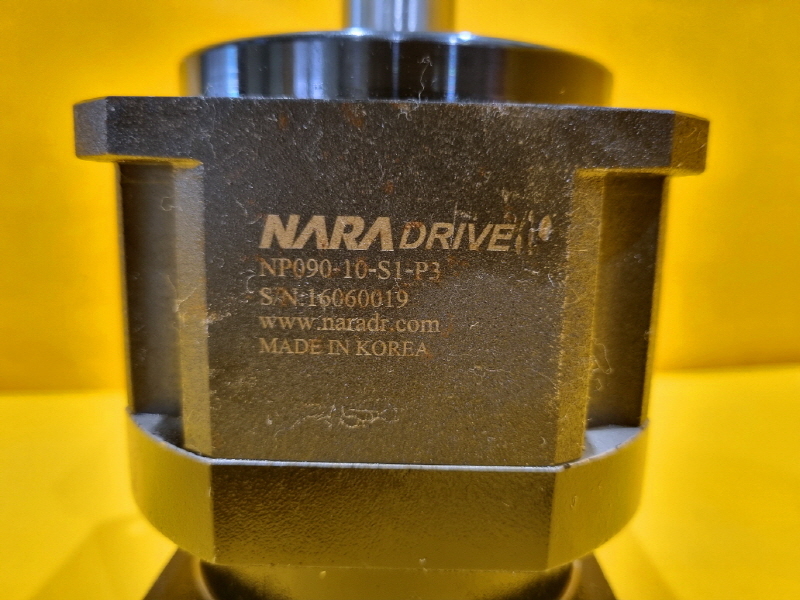 NARA DRIVE
NP090-10-S1-P3
S/N:16060019
www.naradr.com
MADE IN KOREA